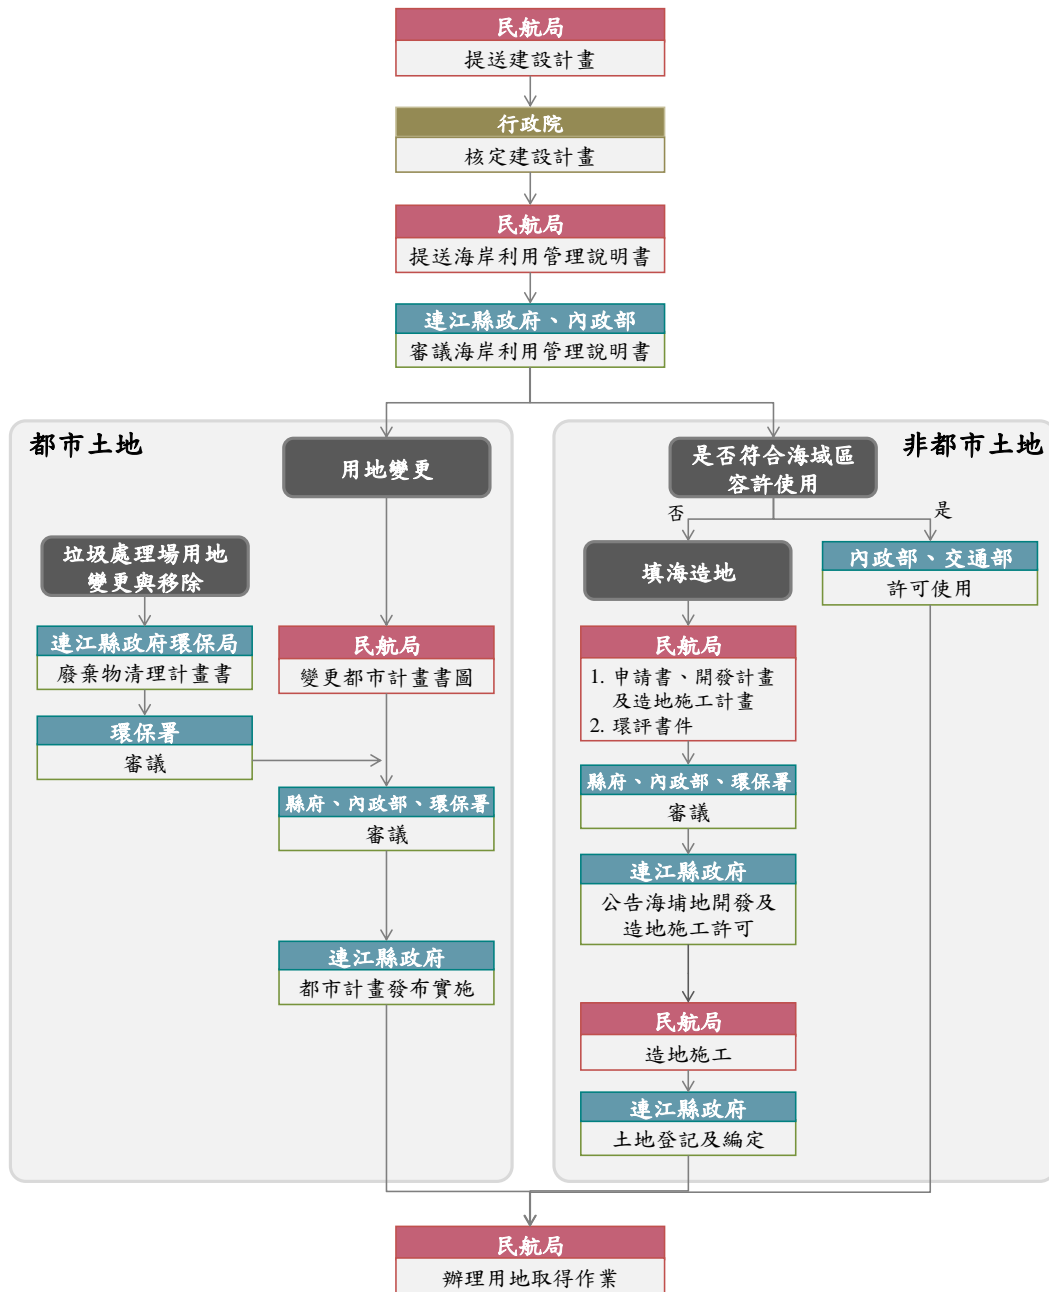 民航局
提送建設計畫
行政院
核定建設計畫
民航局
提送海岸利用管理說明書
連江縣政府、內政部
審議海岸利用管理說明書
都市土地
用地變更
垃圾處理場用地
變更與移除
連江縣政府環保局
廢棄物清理計畫書
環保署
審議
民航局
變更都市計畫書圖
縣府、內政部、環保署
審議
連江縣政府
都市計畫發布實施
非都市土地
是否符合海域區
容許使用
否
是
填海造地
內政部、交通部
許可使用
民航局
1. 申請書、開發計畫
及造地施工計畫
2. 環評書件
縣府、內政部、環保署
審議
連江縣政府
公告海埔地開發及
造地施工許可
民航局
造地施工
連江縣政府
土地登記及編定
民航局
辦理用地取得作業